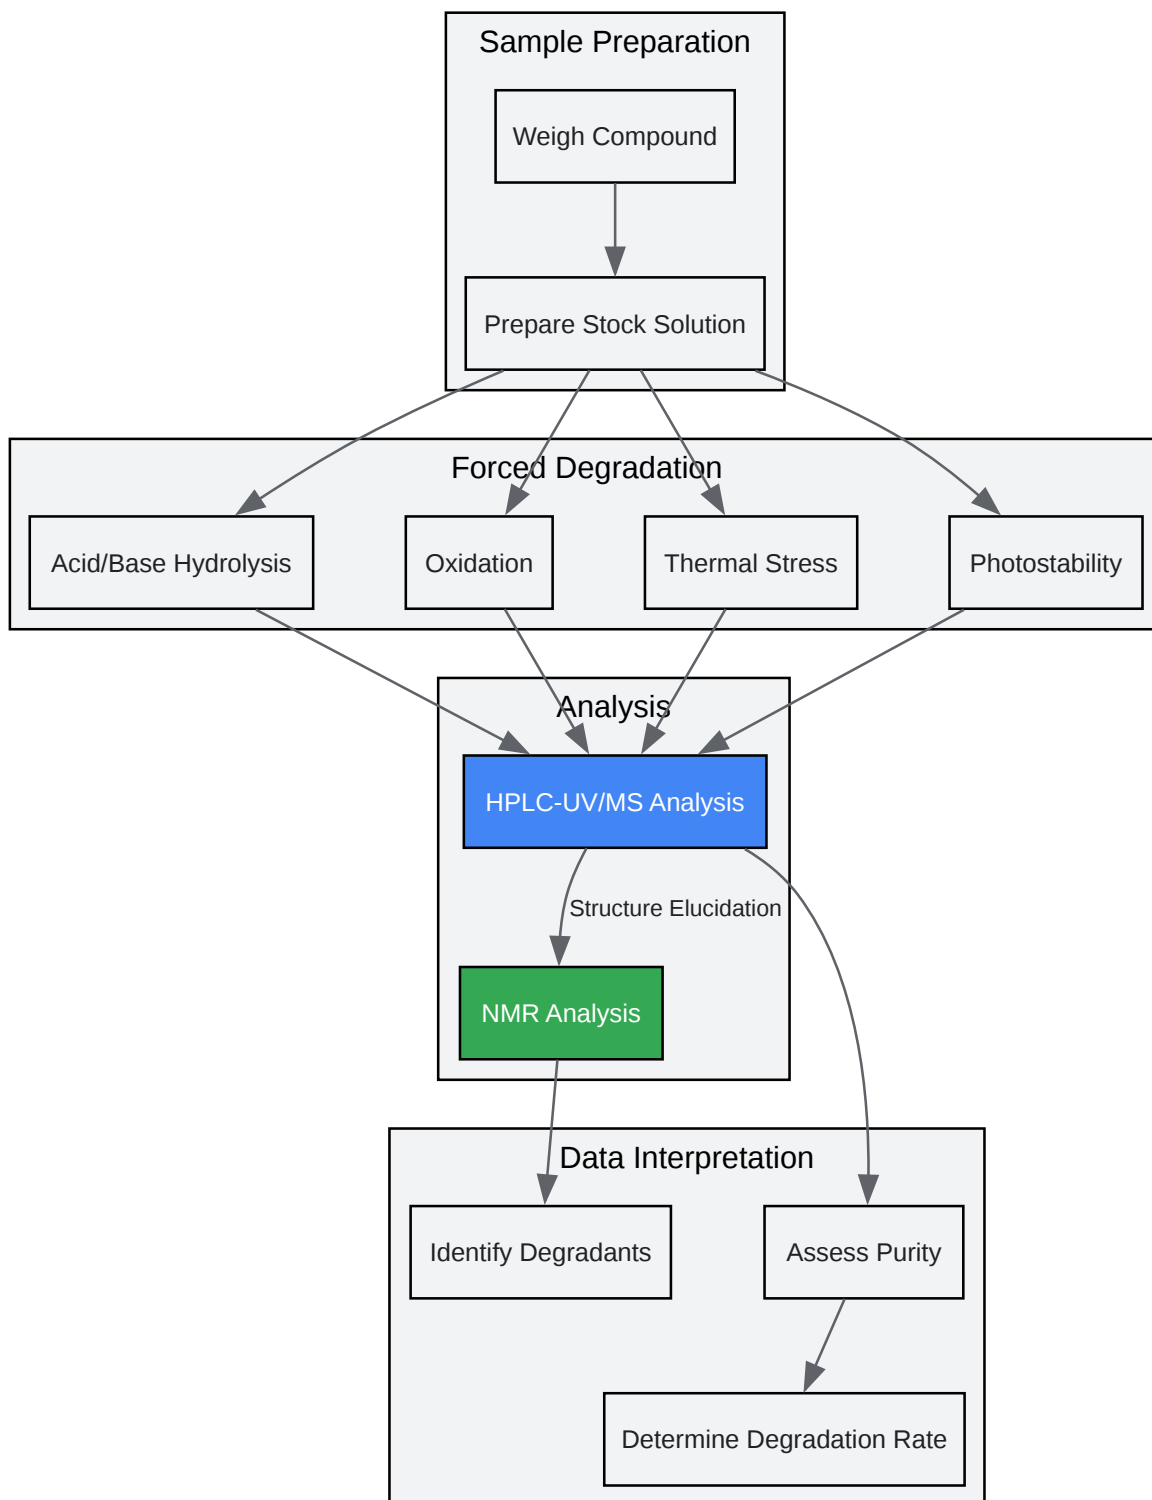 Sample Preparation
Weigh Compound
Prepare Stock Solution
Forced Degradation
Acid/Base Hydrolysis
Oxidation
Thermal Stress
Photostability
Analysis
HPLC-UV/MS Analysis
Structure Elucidation
NMR Analysis
Data Interpretation
Identify Degradants
Assess Purity
Determine Degradation Rate